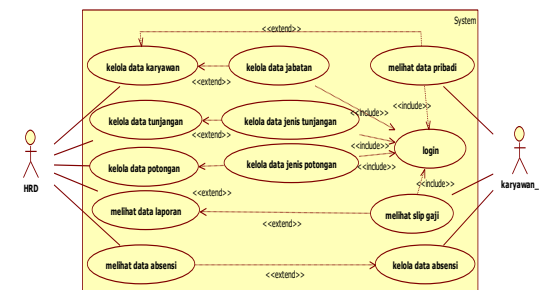 System
<<extend>>
kelola data karyawan
kelola data jabatan
melihat data pribadi
<<extend>>
<<include>>
<<include>>
kelola data tunjangan
kelola data jenis tunjangan
<<extend>>
<<include>>
login
kelola data potongan
kelola data jenis potongan
<<include>>
HRD
karyawan_
<<include>>
<<extend>>
melihat data laporan
melihat slip gaji
melihat data absensi
kelola data absensi
<<extend>>